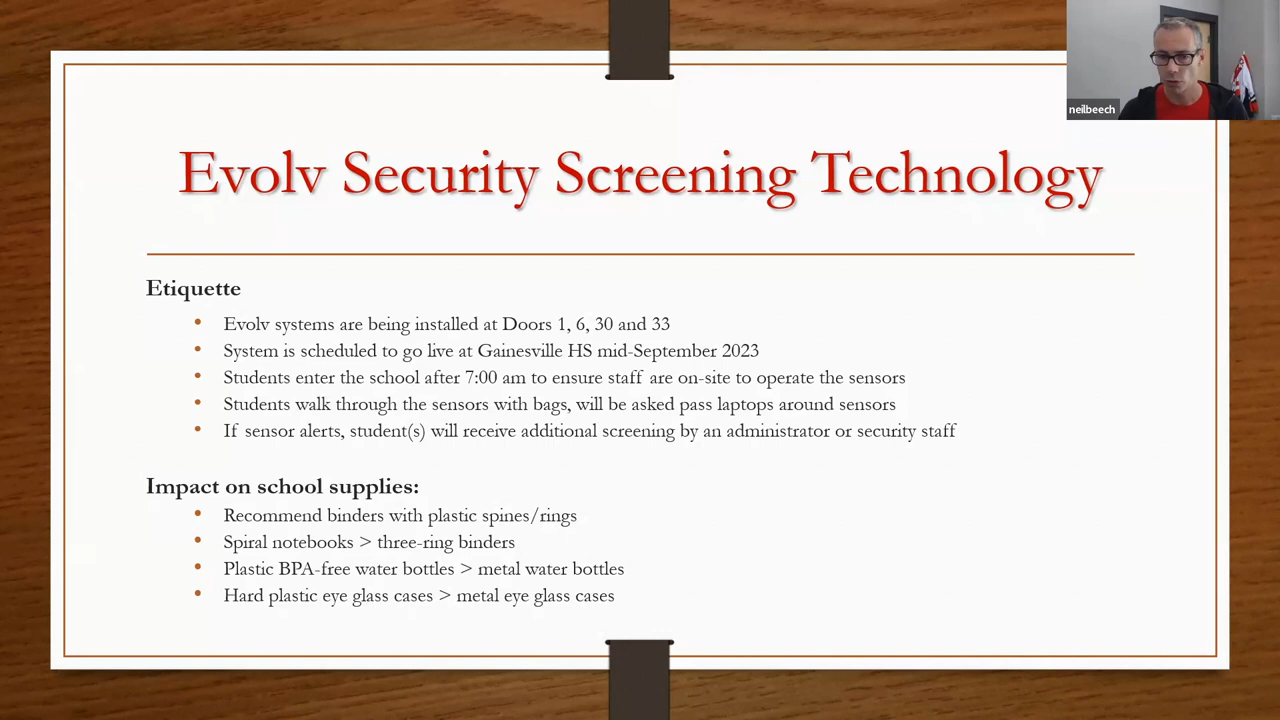 neilbeech
Evolv Security Screening Technology
Etiquette
• Evolv systems are being installed at Doors 1, 6, 30 and 33
• System is scheduled to go live at Gainesville HS mid-September 2023
• Students enter the school after 7:00 am to ensure staff are on-site to operate the sensors
• Students walk through the sensors with bags, will be asked pass laptops around sensors
• If sensor alerts, student(s) will receive additional screening by an administrator or security staff
Impact on school supplies:
• Recommend binders with plastic spines/rings
• Spiral notebooks > three-ring binders
• Plastic BPA-free water bottles > metal water bottles
• Hard plastic eye glass cases > metal eye glass cases